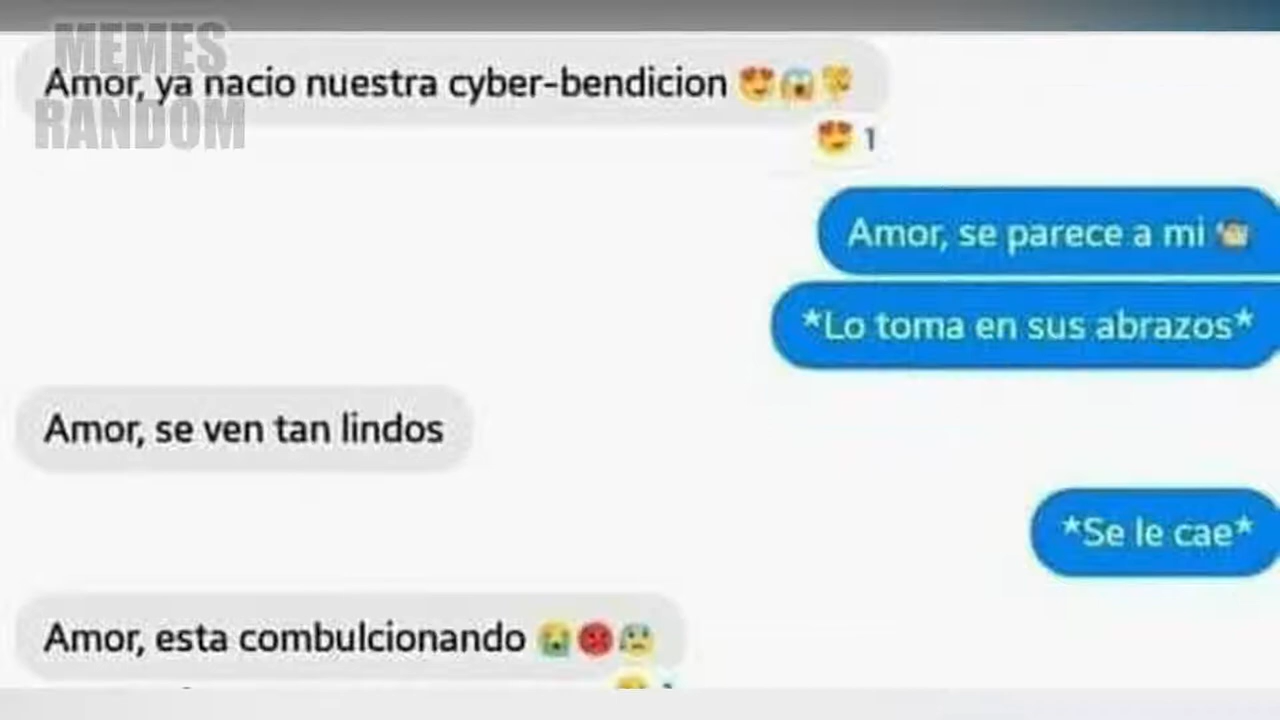 MEMES
RANDOM
Amor, ya nacio nuestra cyber-bendicion 😍😱
😍 1
Amor, se parece a mi
*Lo toma en sus abrazos*
Amor, se ven tan lindos
*Se le cae*
Amor, esta combulcionando 😭😡😰